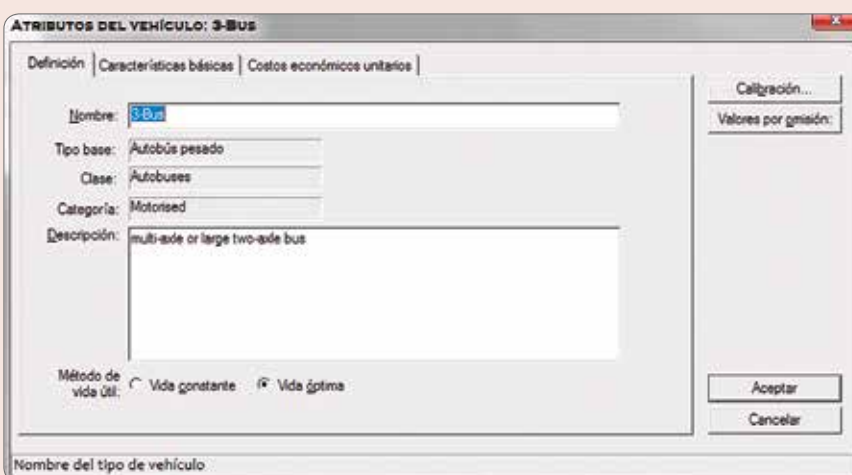 ATRIBUTOS DEL VEHÍCULO: 3-BUS
Definición | Características básicas | Costos económicos unitarios
Calibración...
Nombre: 3-Bus
Valores por omisión:
Tipo base: Autobús pesado
Clase: Autobuses
Categoría: Motorised
Descripción: multi-axle or large two-axle bus
Método de vida útil: Vida constante Vida óptima
Aceptar
Cancelar
Nombre del tipo de vehículo